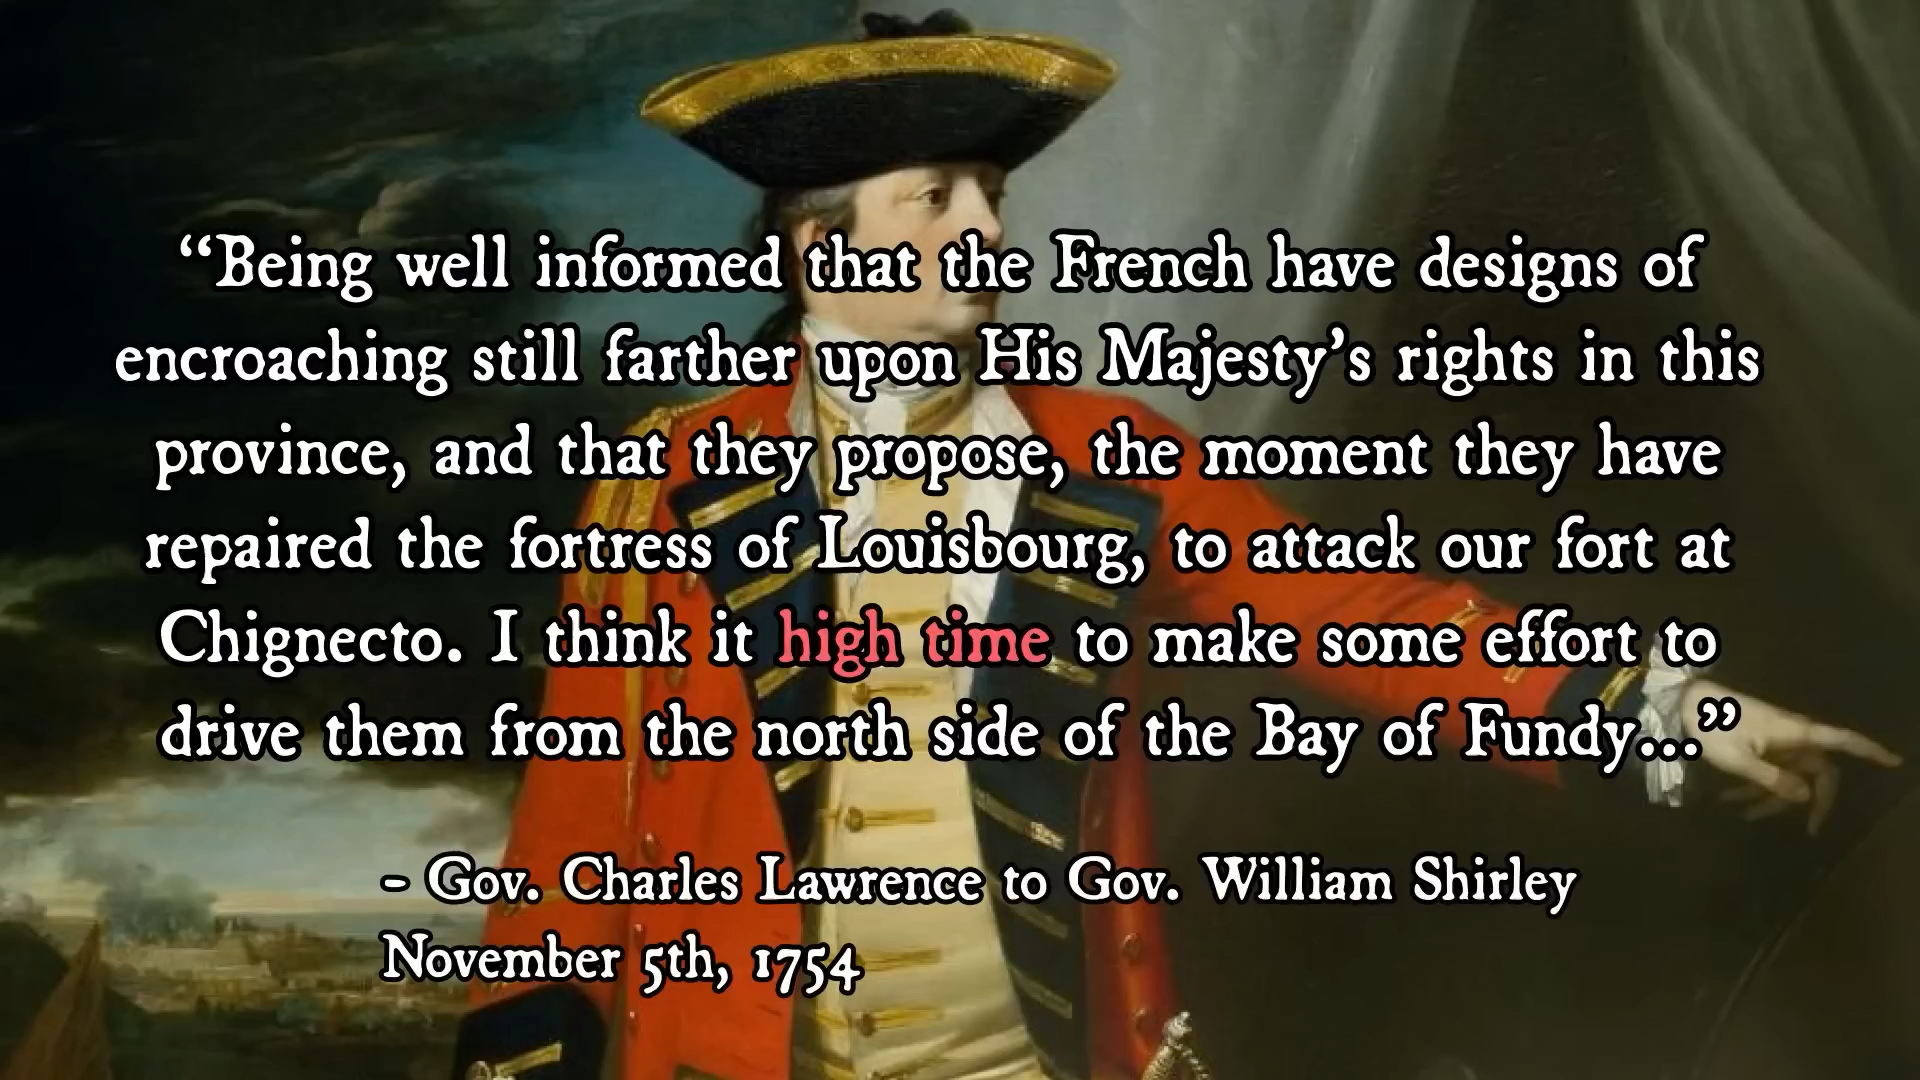 “Being well informed that the French have designs of
encroaching still farther upon His Majesty’s rights in this
province, and that they propose, the moment they have
repaired the fortress of Louisbourg, to attack our fort at
Chignecto. I think it high time to make some effort to
drive them from the north side of the Bay of Fundy...”
- Gov. Charles Lawrence to Gov. William Shirley
November 5th, 1754